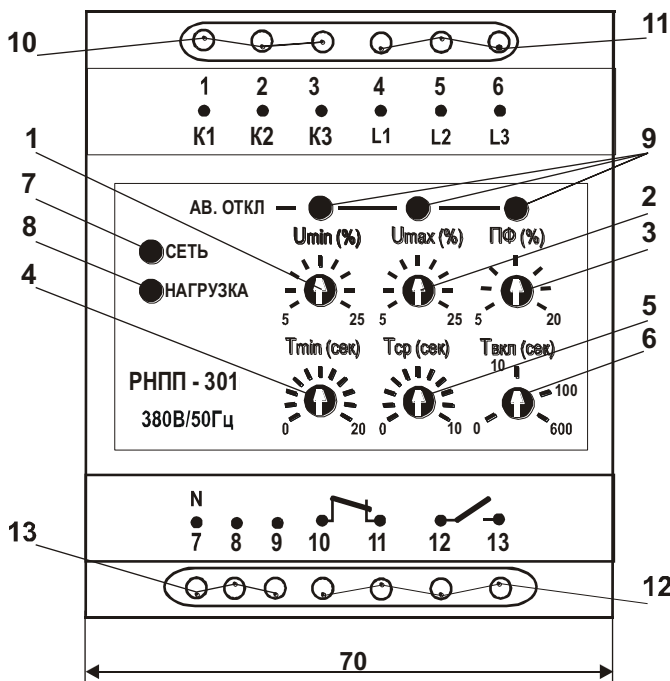 10
11
1 2 3 4 5 6
К1 К2 К3 L1 L2 L3
1
9
7
АВ. ОТКЛ
2
Umin (%) Umax (%) ПФ (%)
8
СЕТЬ
3
4
НАГРУЗКА
5 25 5 25 5 20
5
Tmin (сек) Тср (сек) Твкл (сек)
6
10
РНПП - 301
100
380В/50Гц
0 20 0 10 0 600
N
13
7 8 9 10 11 12 13
12
70